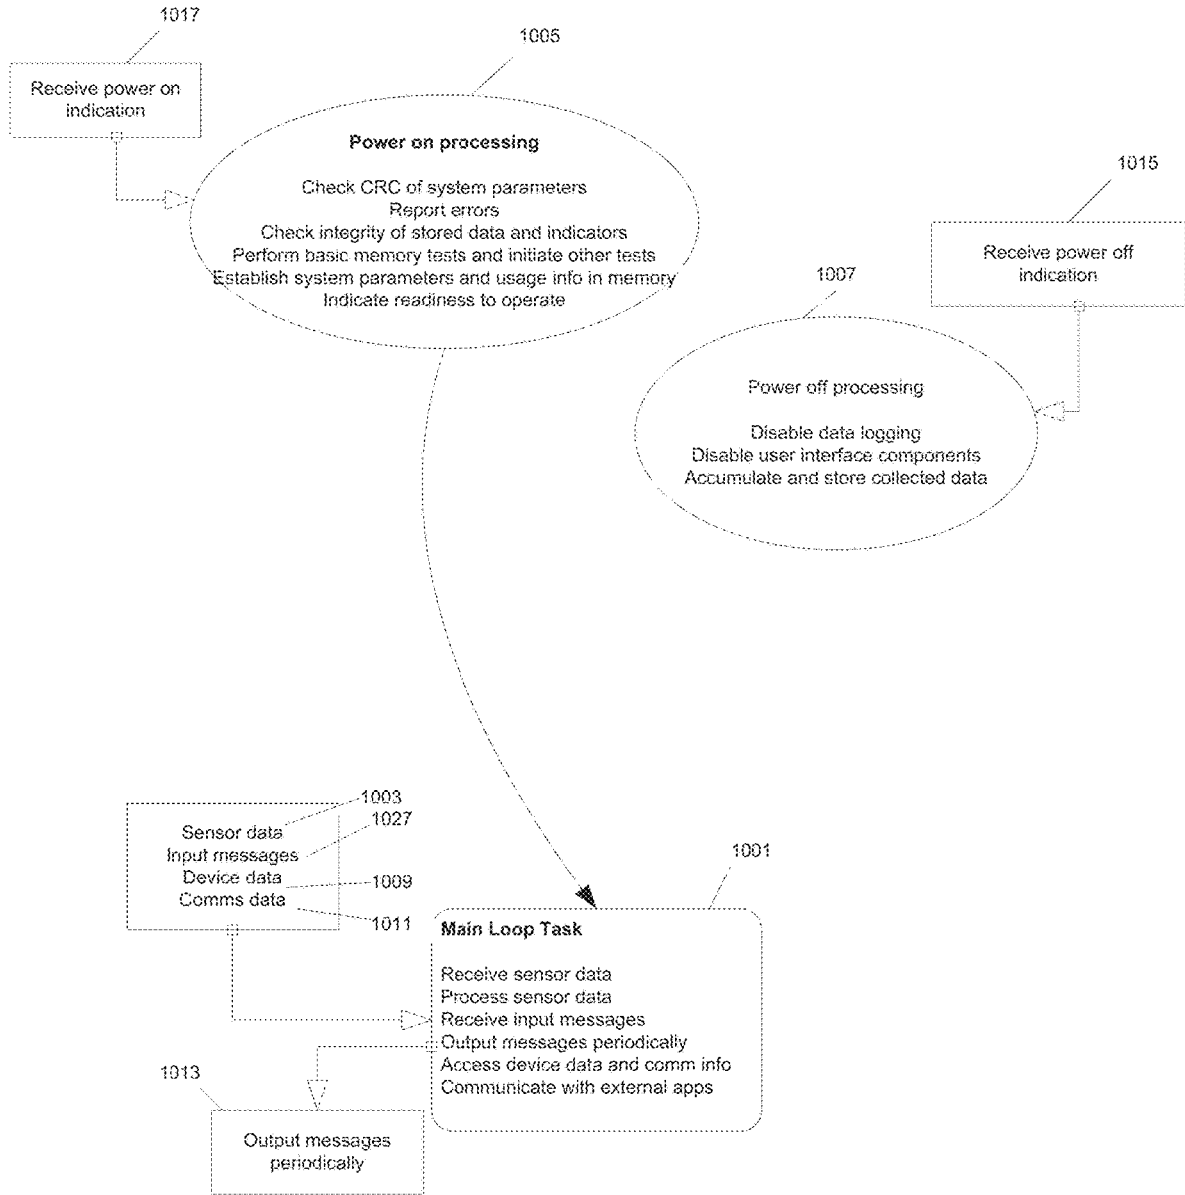 1017
Receive power on
indication
1005
Power on processing
Check CRC of system parameters
Report errors
Check integrity of stored data and indicators
Perform basic memory tests and initiate other tests
Establish system parameters and usage info in memory
Indicate readiness to operate
1015
Receive power off
indication
1007
Power off processing
Disable data logging
Disable user interface components
Accumulate and store collected data
1003
Sensor data
1027
Input messages
Device data
1009
Comms data
1011
1001
Main Loop Task
Receive sensor data
Process sensor data
Receive input messages
Output messages periodically
Access device data and comm info
Communicate with external apps
1013
Output messages
periodically